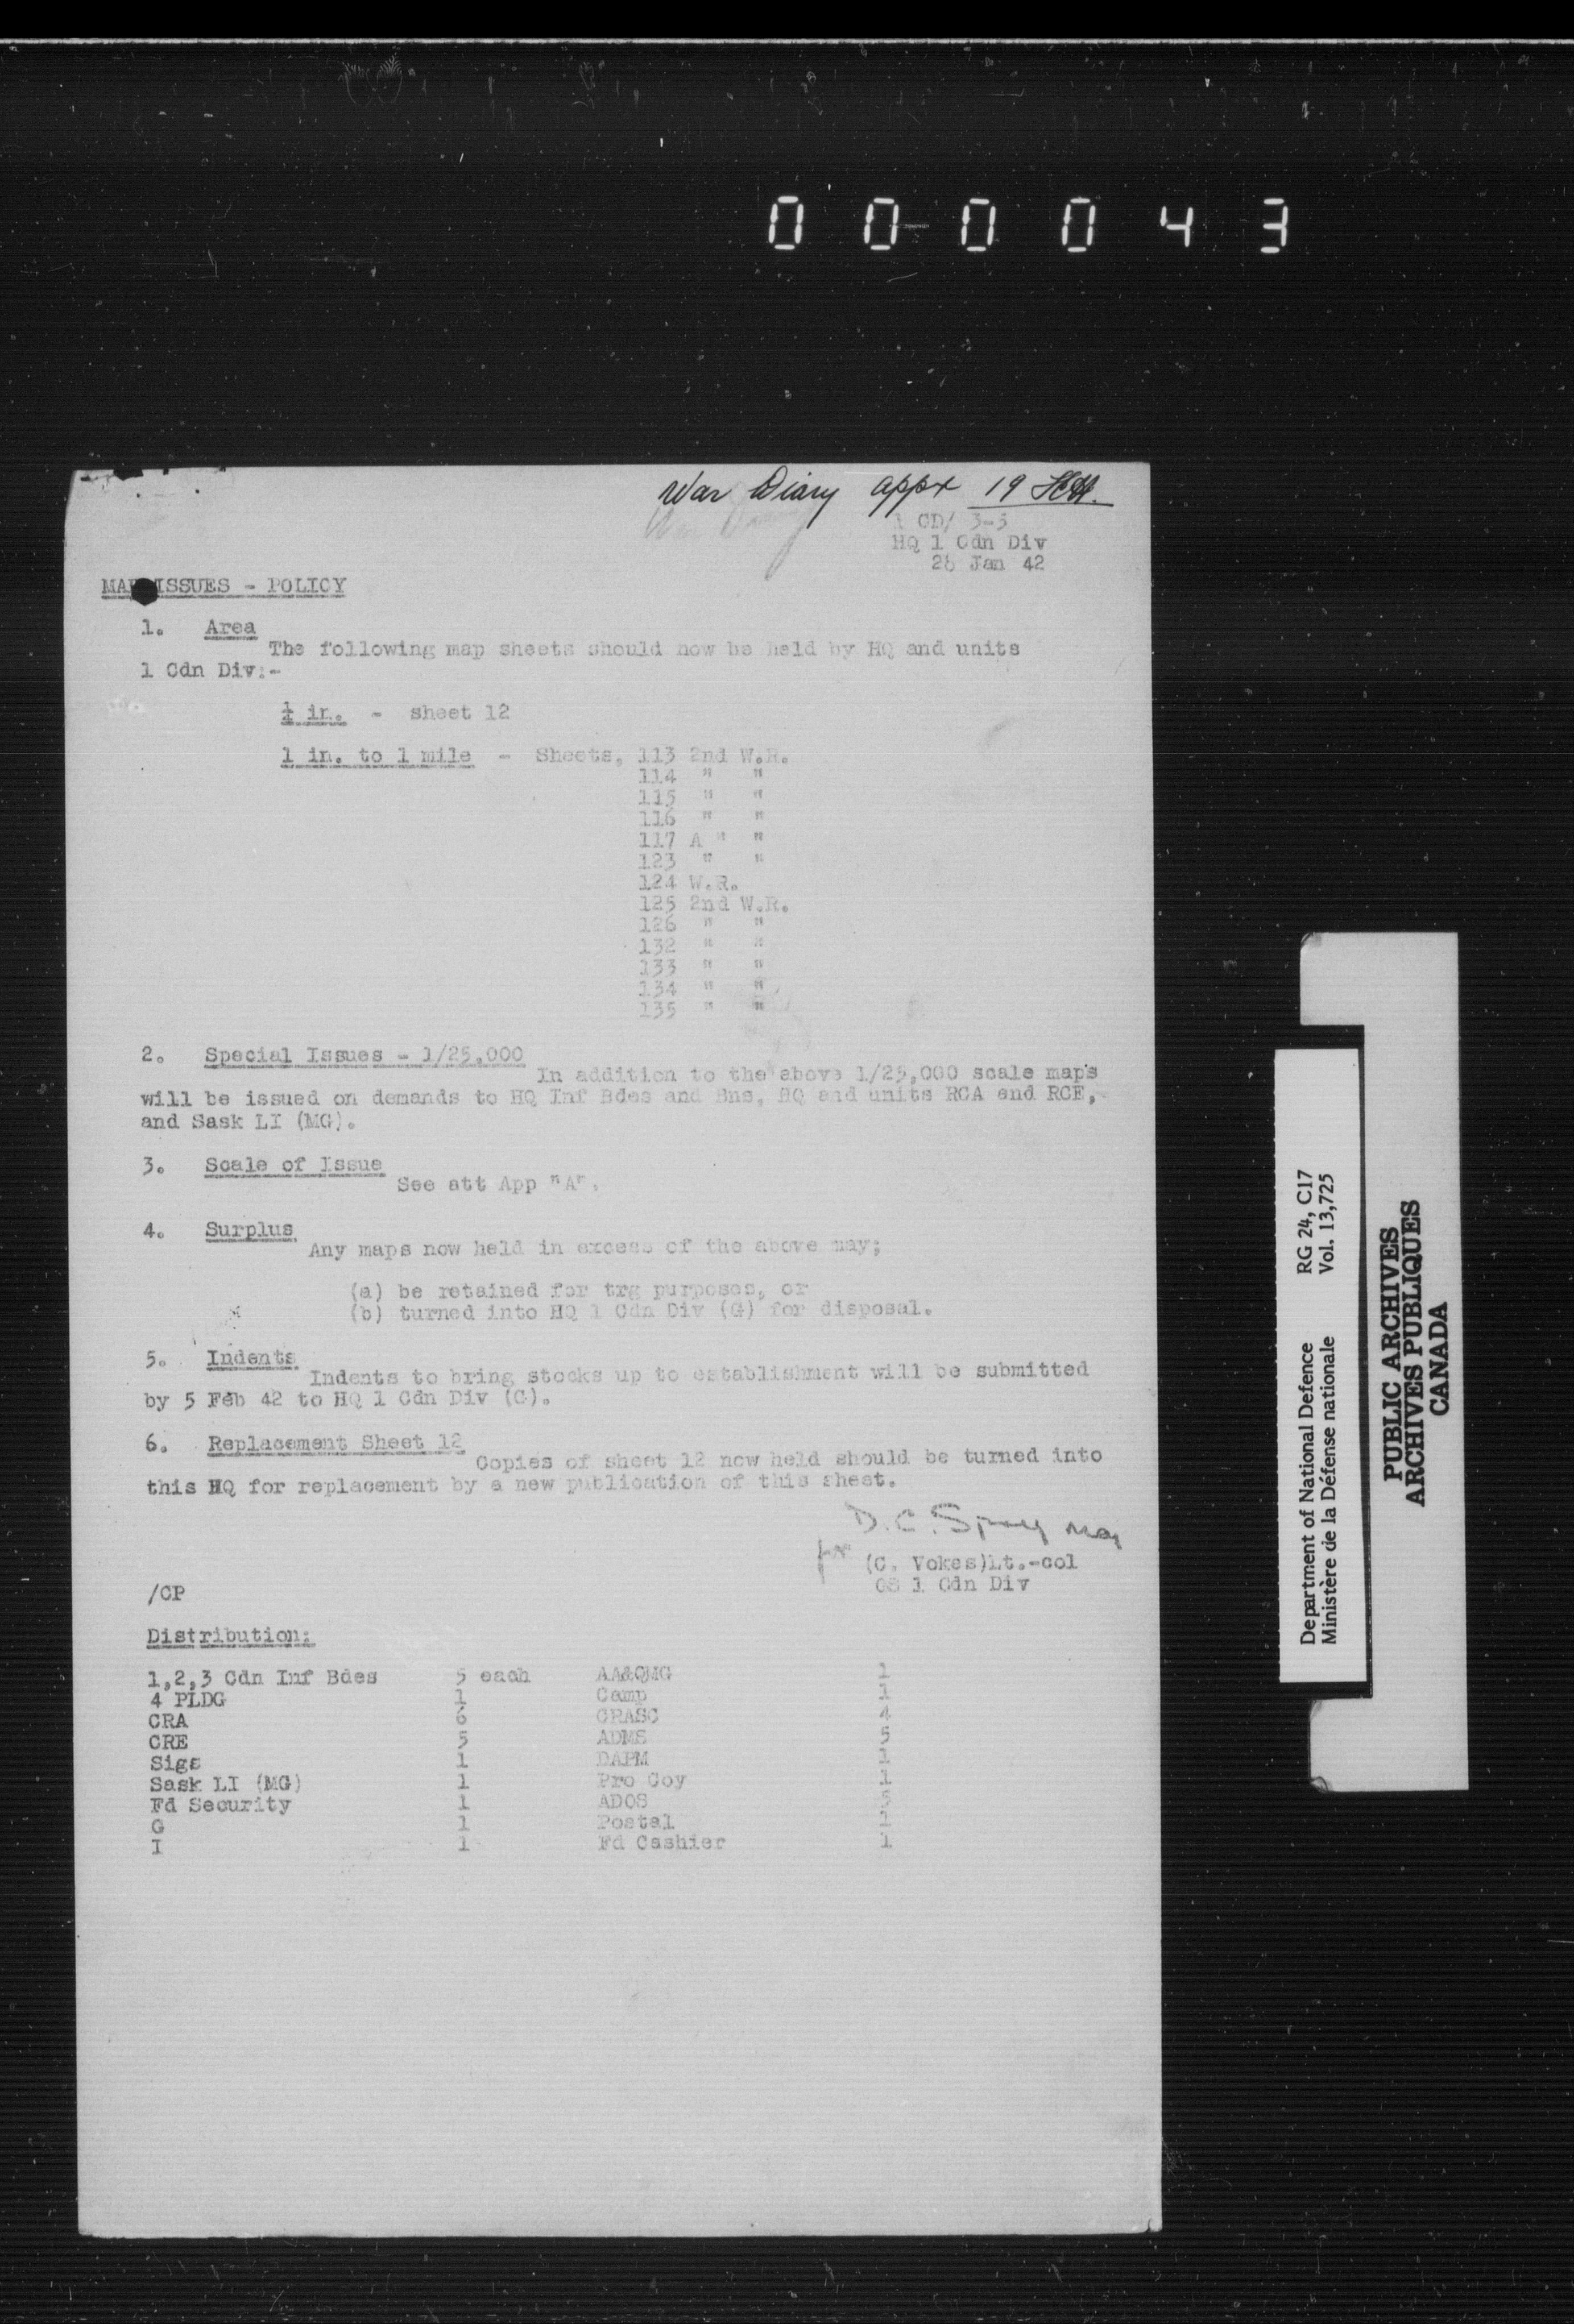 000043
War Diary appx 19
1 CD/ 3-5
HQ 1 Cdn Div
Jan 42
MAP ISSUES - POLICY
1. Area
The following map sheets should now be held by HQ and units
1 Cdn Div:-
¼ in. - sheet 12
1 in. to 1 mile - Sheets, 113 2nd W.R.
114 " "
115 " "
116 " "
117 A " "
123 " "
124 W.R.
125 2nd W.R.
126 " "
132 " "
133 " "
134 " "
135 " "
2. Special Issues - 1/25,000
In addition to the above 1/25,000 scale maps
will be issued on demands to HQ Inf Bdes and Bns, HQ and units RCA and RCE,
and Sask LI (MG).
3. Scale of Issue
See att App "A".
4. Surplus
Any maps now held in excess of the above may;
(a) be retained for trg purposes, or
(b) turned into HQ 1 Cdn Div (G) for disposal.
5. Indents
Indents to bring stocks up to establishment will be submitted
by 5 Feb 42 to HQ 1 Cdn Div (G).
6. Replacement Sheet 12
Copies of sheet 12 now held should be turned into
this HQ for replacement by a new publication of this sheet.
D.C. Spry Maj
for (C. Vokes)Lt.-col
GS 1 Cdn Div
/CP
Distribution:
1,2,3 Cdn Inf Bdes 5 each AA&QMG 1
4 PLDG 1 Camp 1
CRA 6 CRASC 4
CRE 5 ADMS 5
Sigs 1 DAPM 1
Sask LI (MG) 1 Pro Coy 1
Fd Security 1 ADOS
G 1 Postal 1
I 1 Fd Cashier 1
Department of National Defence RG 24, C17
Ministère de la Défense nationale Vol. 13,725
PUBLIC ARCHIVES
ARCHIVES PUBLIQUES
CANADA